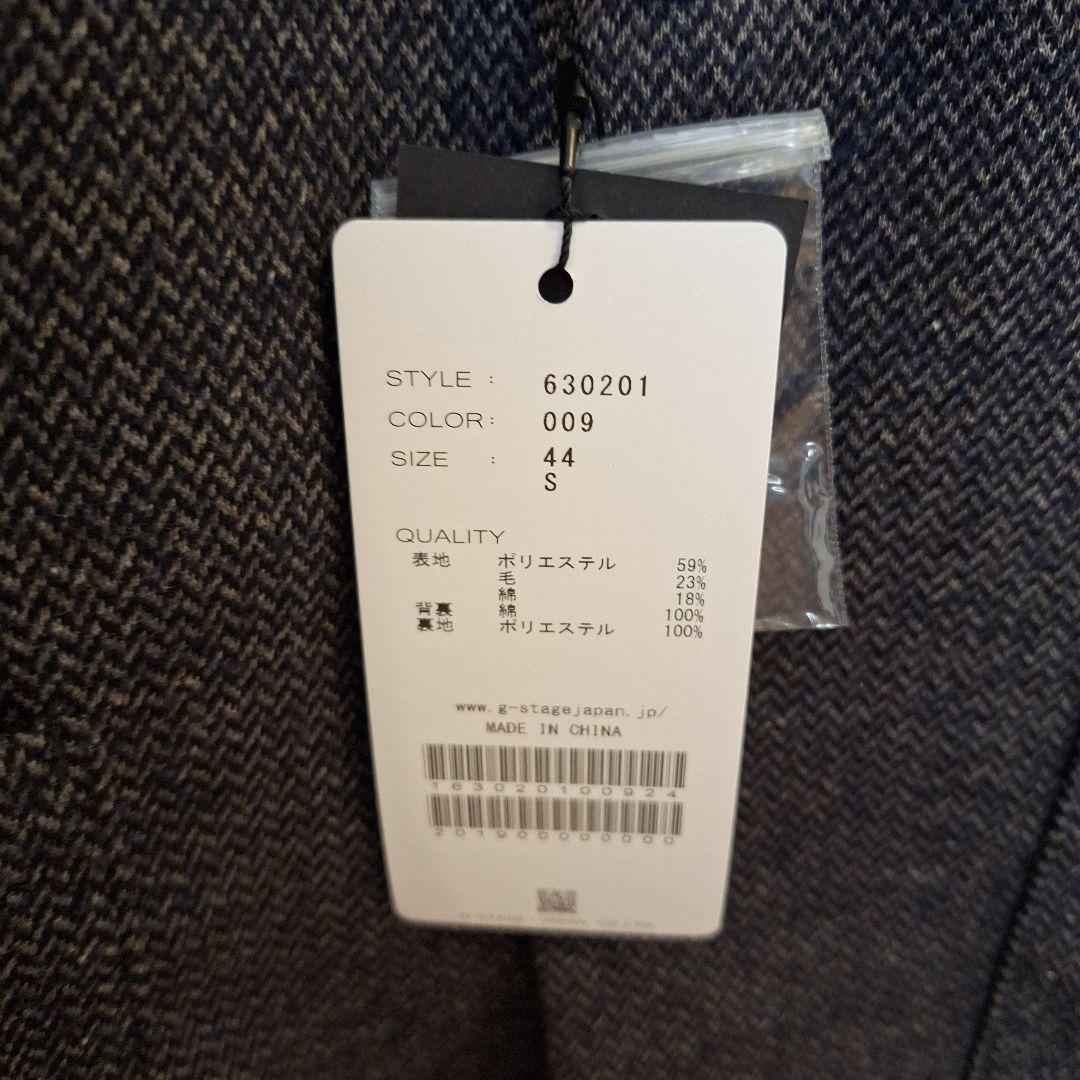 STYLE : 630201
COLOR: 009
SIZE : 44
S
QUALITY
表地 ポリエステル 59%
毛 23%
綿 18%
背裏 綿 100%
裏地 ポリエステル 100%
www.g-stagejapan.jp/
MADE IN CHINA
163020100924
2019000000000